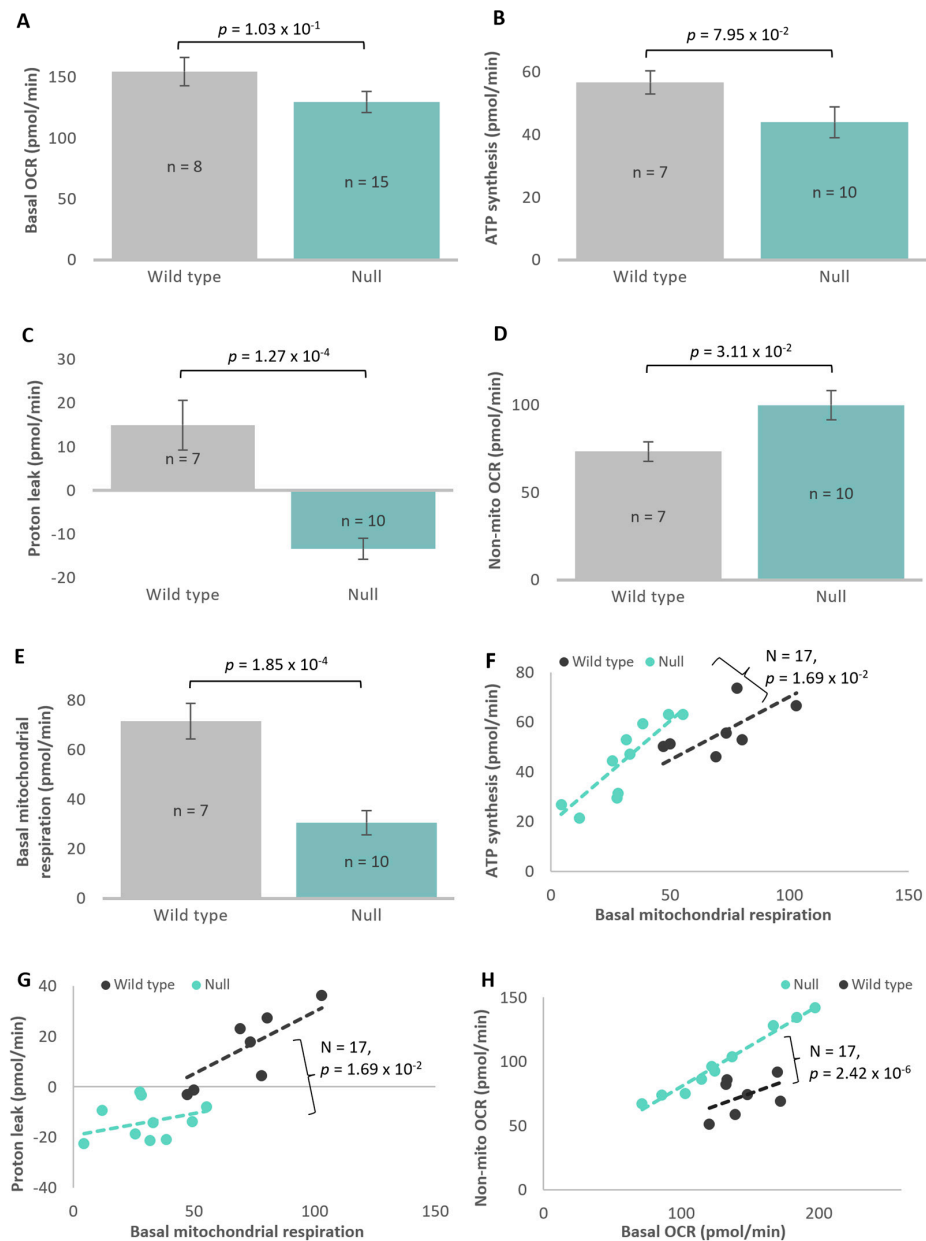 A
p = 1.03 x 10-1
Basal OCR (pmol/min)
150
100
50
0
n = 8
n = 15
Wild type
Null
B
p = 7.95 x 10-2
ATP synthesis (pmol/min)
60
40
20
0
n = 7
n = 10
Wild type
Null
C
p = 1.27 x 10-4
Proton leak (pmol/min)
30
20
10
0
-10
-20
n = 7
n = 10
Wild type
Null
D
p = 3.11 x 10-2
Non-mito OCR (pmol/min)
100
50
0
n = 7
n = 10
Wild type
Null
E
p = 1.85 x 10-4
Basal mitochondrial
respiration (pmol/min)
80
60
40
20
0
n = 7
n = 10
Wild type
Null
F
Wild type
Null
N = 17,
p = 1.69 x 10-2
ATP synthesis (pmol/min)
80
60
40
20
0
0
50
100
150
Basal mitochondrial respiration
G
Wild type
Null
N = 17,
p = 1.69 x 10-2
Proton leak (pmol/min)
40
20
0
-20
-40
0
50
100
150
Basal mitochondrial respiration
H
Null
Wild type
N = 17,
p = 2.42 x 10-6
Non-mito OCR (pmol/min)
150
100
50
0
0
100
200
Basal OCR (pmol/min)